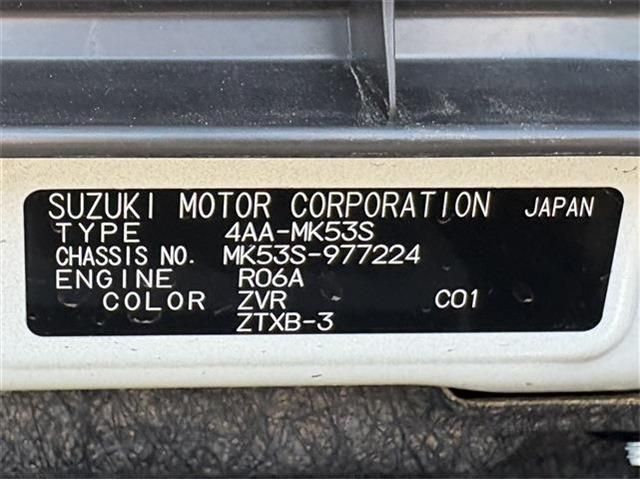 SUZUKI MOTOR CORPORATION JAPAN
TYPE 4AA-MK53S
CHASSIS NO. MK53S-977224
ENGINE R06A
COLOR ZVR C01
ZTXB-3